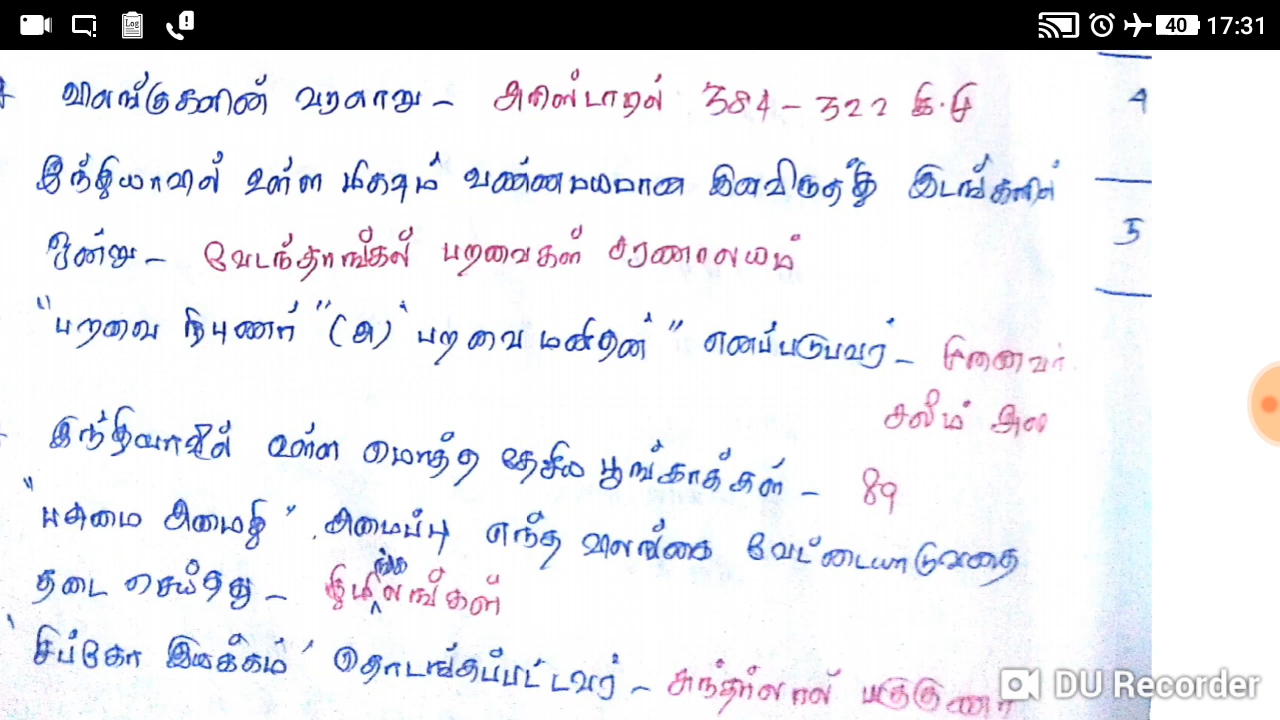 40 17:31
விலங்குகளின் வரலாறு - அரிஸ்டாடில் 384 - 322 கி.மு 4
இந்தியாவில் உள்ள மிகவும் வண்ணமயமான இனவிருத்தி இடங்களில்
ஒன்று - வேடந்தாங்கல் பறவைகள் சரணாலயம் 5
"பறவை நிபுணர்" (அ) "பறவை மனிதன்" எனப்படுபவர் - முனைவர்
சலீம் அலி
இந்தியாவில் உள்ள மொத்த தேசிய பூங்காக்கள் - 89
"பசுமை அமைதி" அமைப்பு எந்த விலங்கை வேட்டையாடுவதை
தடை செய்தது - திமிங்கலங்கள்
'சிப்கோ இயக்கம்' தொடங்கப்பட்டவர் - சுந்தர்லால் பகுகுணா
DU Recorder